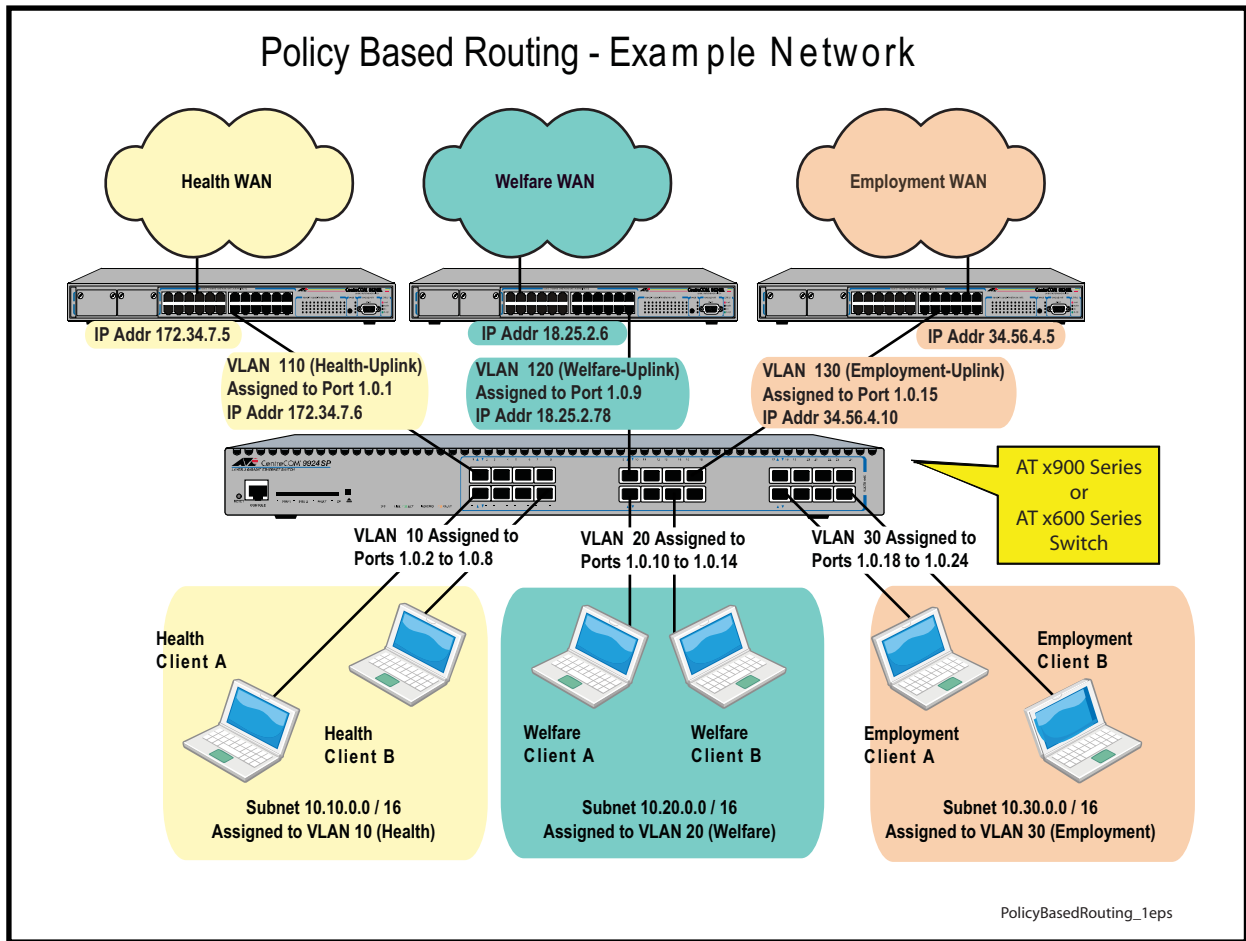 Policy Based Routing - Example Network
Health WAN
Welfare WAN
Employment WAN
IP Addr 172.34.7.5
IP Addr 18.25.2.6
IP Addr 34.56.4.5
VLAN 110 (Health-Uplink)
Assigned to Port 1.0.1
IP Addr 172.34.7.6
VLAN 120 (Welfare-Uplink)
Assigned to Port 1.0.9
IP Addr 18.25.2.78
VLAN 130 (Employment-Uplink)
Assigned to Port 1.0.15
IP Addr 34.56.4.10
CentreCOM 9924SP
CONSOLE
AT x900 Series
or
AT x600 Series
Switch
VLAN 10 Assigned to
Ports 1.0.2 to 1.0.8
VLAN 20 Assigned to
Ports 1.0.10 to 1.0.14
VLAN 30 Assigned to
Ports 1.0.18 to 1.0.24
Health
Client A
Health
Client B
Welfare
Client A
Welfare
Client B
Employment
Client A
Employment
Client B
Subnet 10.10.0.0 / 16
Assigned to VLAN 10 (Health)
Subnet 10.20.0.0 / 16
Assigned to VLAN 20 (Welfare)
Subnet 10.30.0.0 / 16
Assigned to VLAN 30 (Employment)
PolicyBasedRouting_1eps